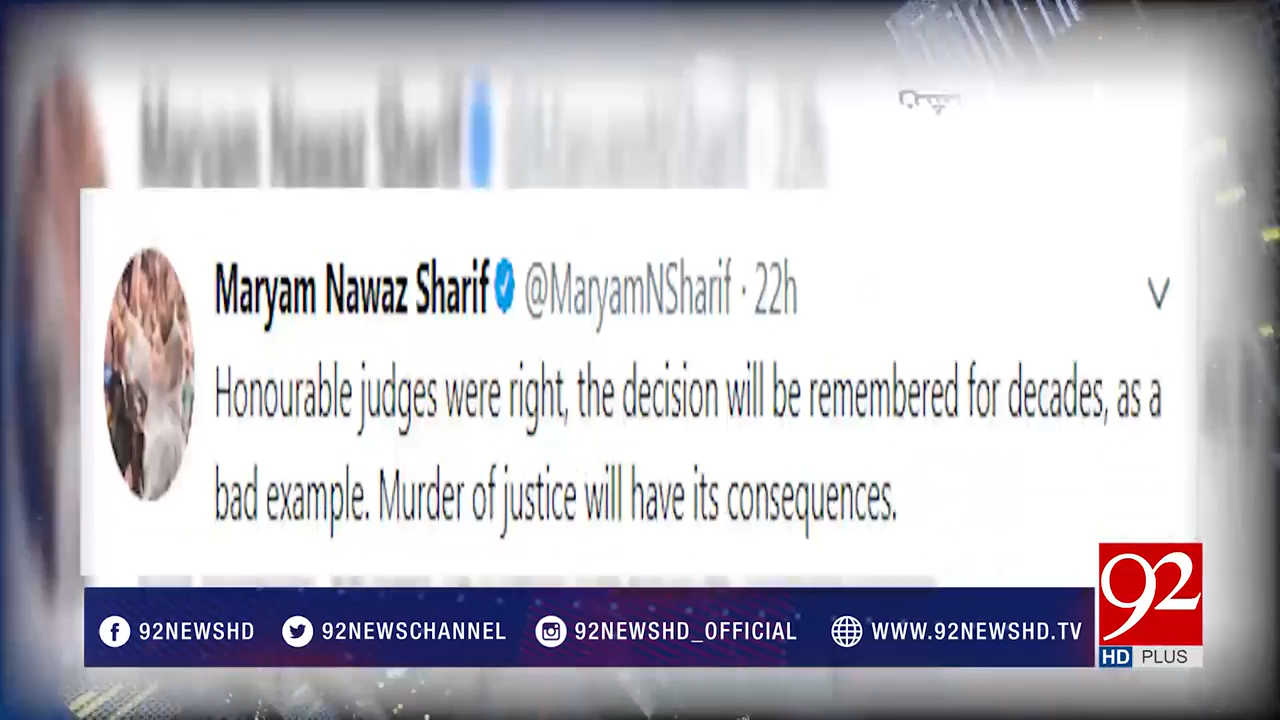 Maryam Nawaz Sharif @MaryamNSharif · 22h
Honourable judges were right, the decision will be remembered for decades, as a
bad example. Murder of justice will have its consequences.
92NEWSHD 92NEWSCHANNEL 92NEWSHD_OFFICIAL WWW.92NEWSHD.TV
92
HD PLUS